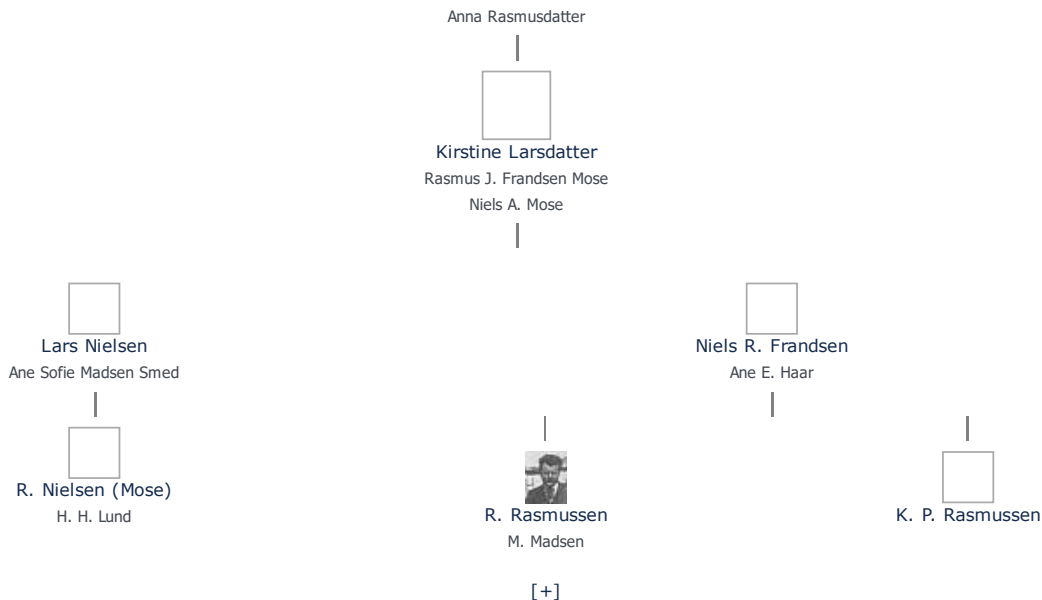 Anna Rasmusdatter
Kirstine Larsdatter
Rasmus J. Frandsen Mose
Niels A. Mose
Lars Nielsen
Ane Sofie Madsen Smed
Niels R. Frandsen
Ane E. Haar
R. Nielsen (Mose)
H. H. Lund
R. Rasmussen
M. Madsen
K. P. Rasmussen
[+]